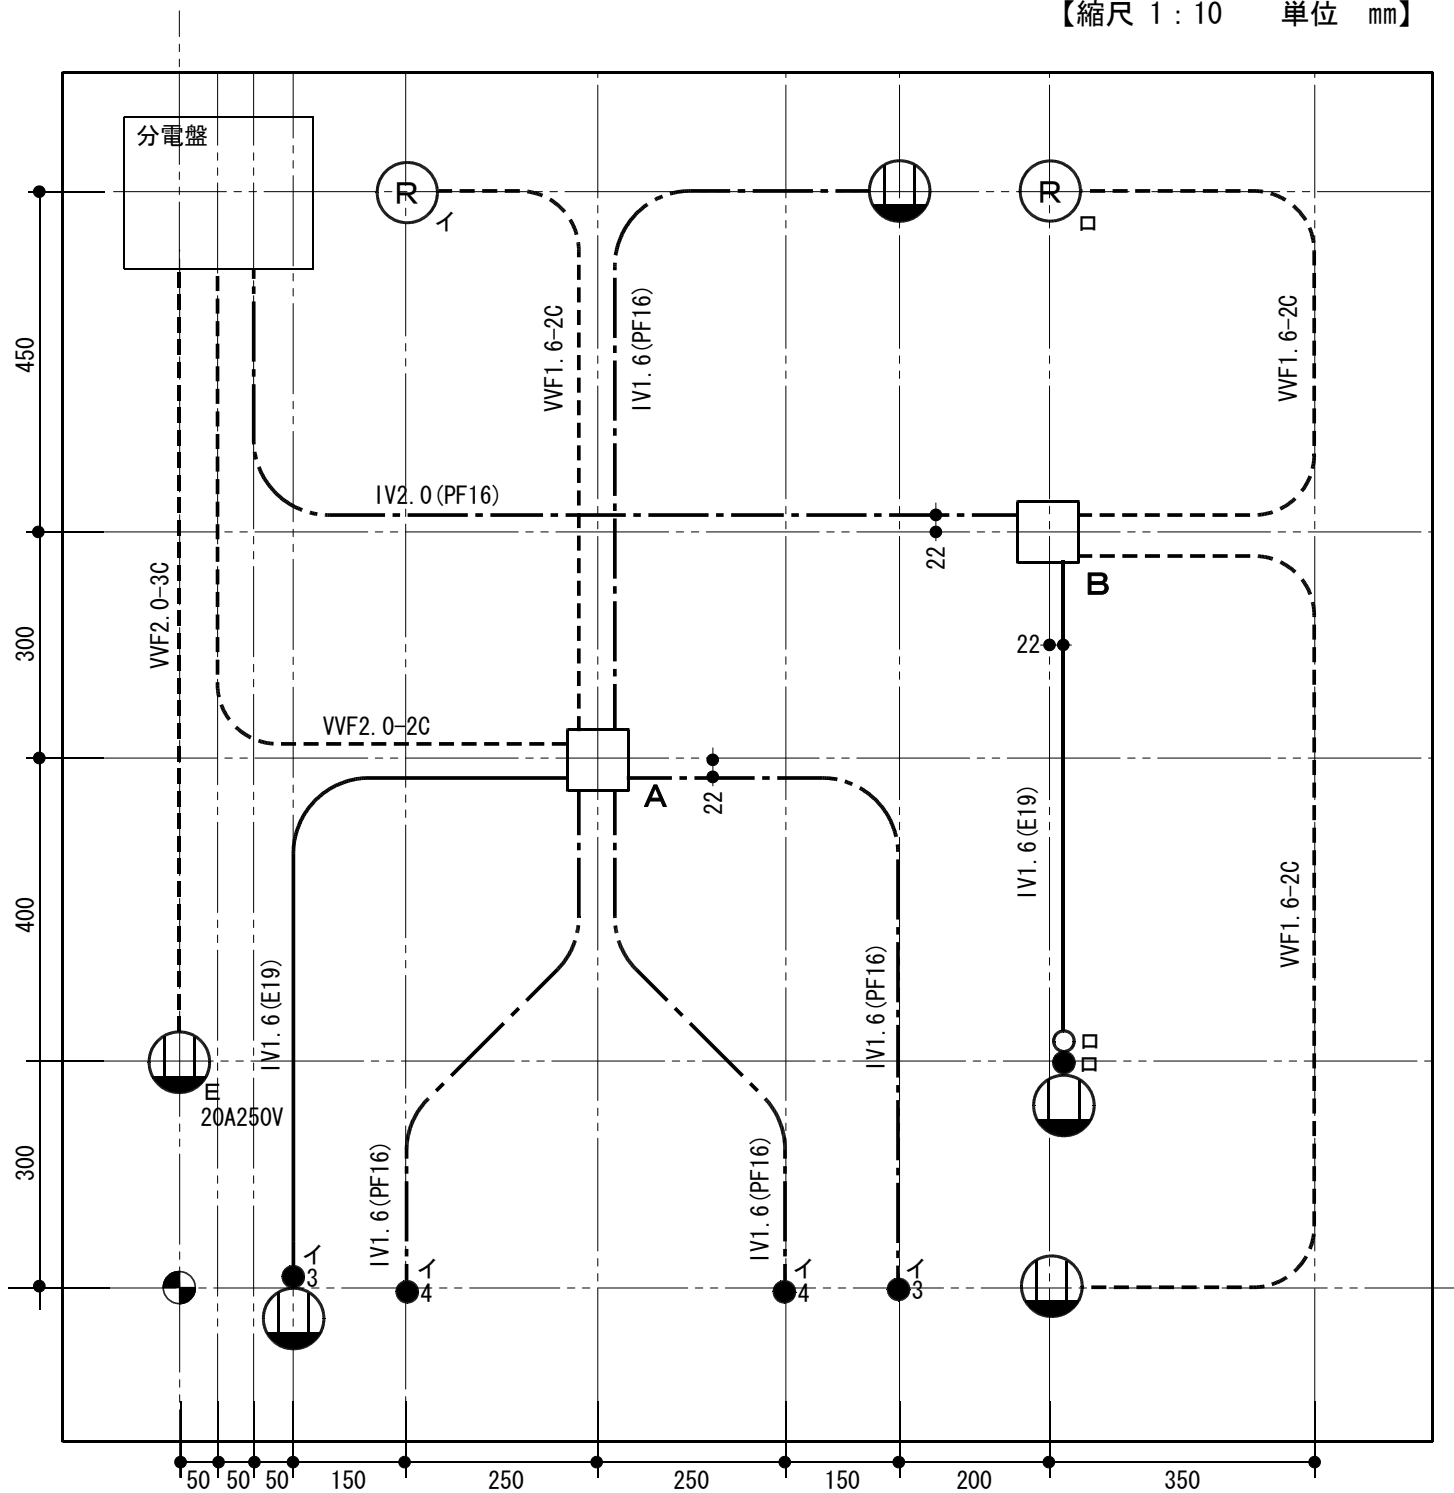 【縮尺 1:10 単位 mm】
分電盤
R
イ
R
ロ
450
VVF1.6-2C
IV1.6(PF16)
VVF1.6-2C
IV2.0(PF16)
22
B
VVF2.0-3C
300
22
VVF2.0-2C
A
22
IV1.6(E19)
400
IV1.6(E19)
IV1.6(PF16)
VVF1.6-2C
ロ
ロ
E
20A250V
300
IV1.6(PF16)
IV1.6(PF16)
イ
3
イ
4
イ
4
イ
3
50 50 50 150 250 250 150 200 350